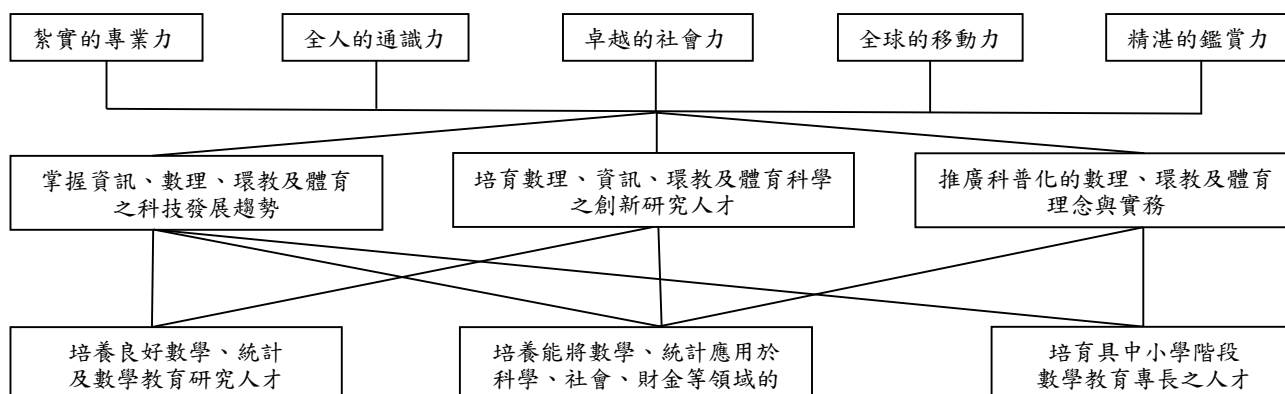 紮實的專業力
全人的通識力
卓越的社會力
全球的移動力
精湛的鑑賞力
掌握資訊、數理、環教及體育
之科技發展趨勢
培育數理、資訊、環教及體育科學
之創新研究人才
推廣科普化的數理、環教及體育
理念與實務
培養良好數學、統計
及數學教育研究人才
培養能將數學、統計應用於
科學、社會、財金等領域的
培育具中小學階段
數學教育專長之人才